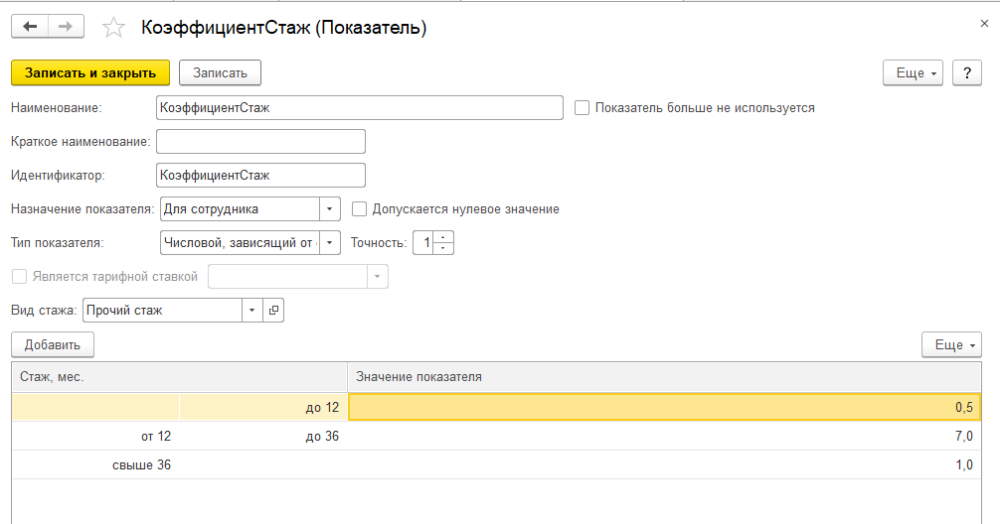 КоэффициентСтаж (Показатель)
Записать и закрыть Записать Еще ?
Наименование: КоэффициентСтаж Показатель больше не используется
Краткое наименование:
Идентификатор: КоэффициентСтаж
Назначение показателя: Для сотрудника Допускается нулевое значение
Тип показателя: Числовой, зависящий от Точность: 1
Является тарифной ставкой
Вид стажа: Прочий стаж
Добавить Еще
Стаж, мес. Значение показателя
до 12 0,5
от 12 до 36 7,0
свыше 36 1,0